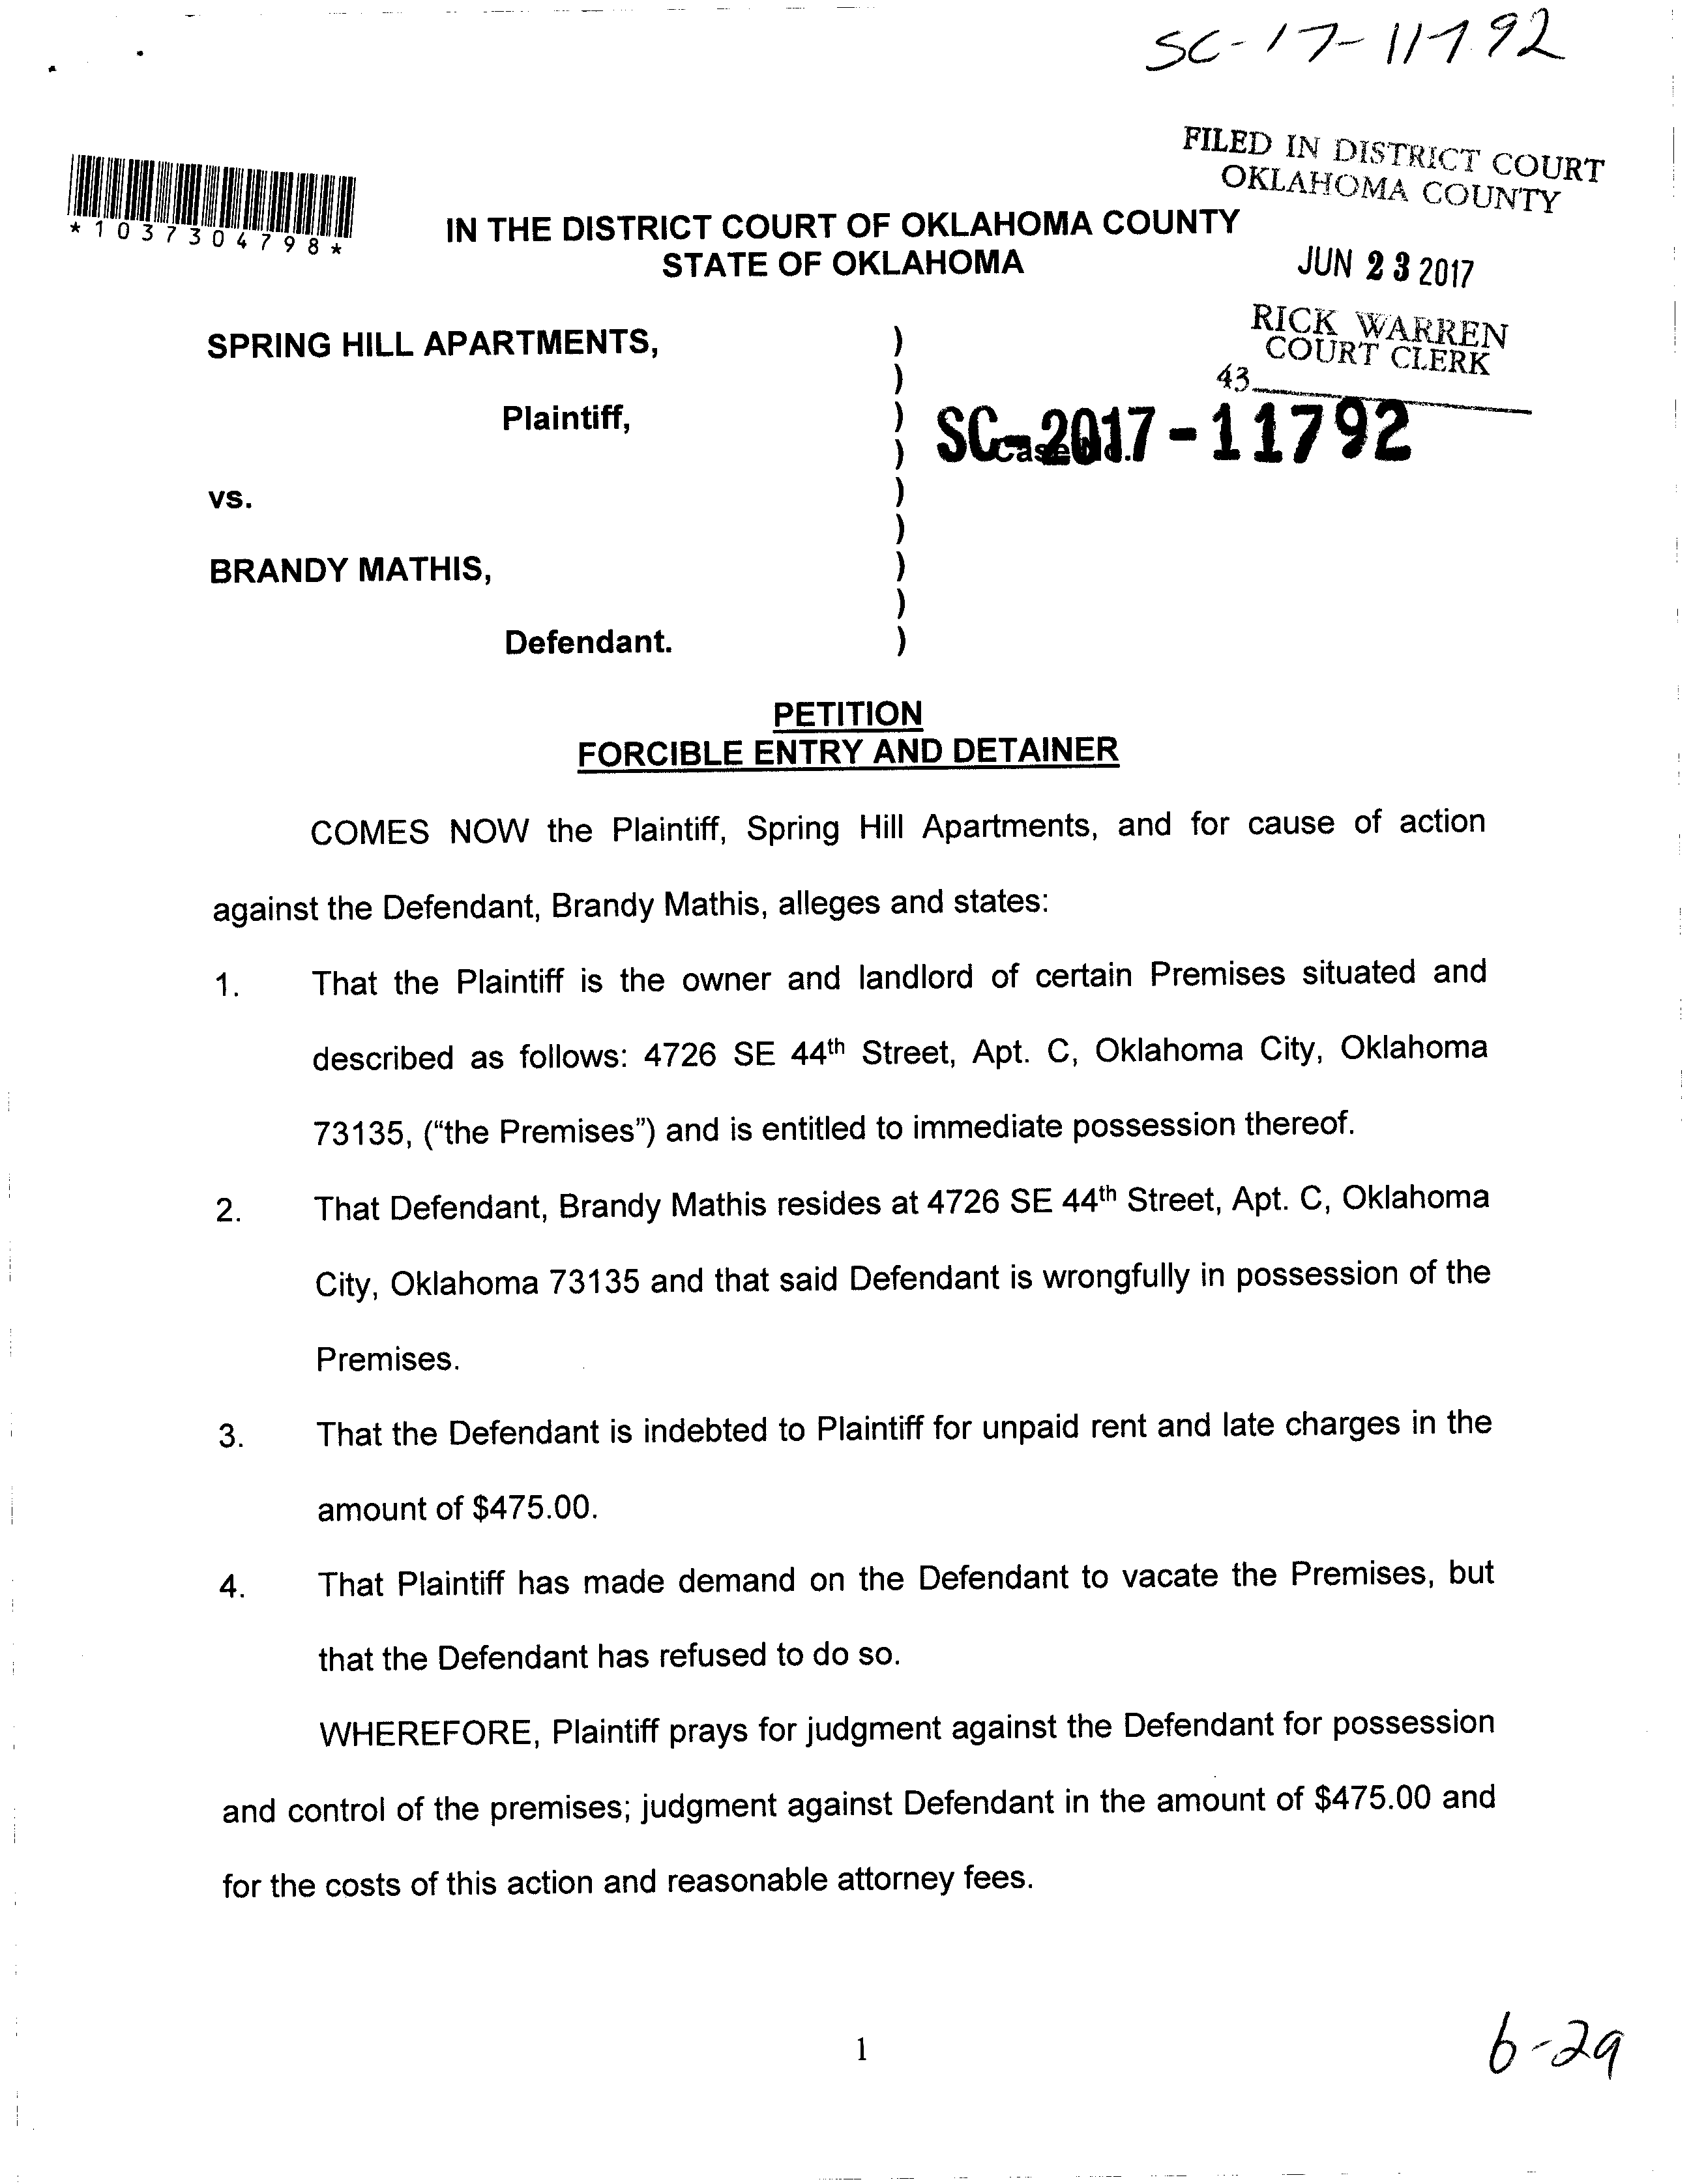 SC-17-11792
FILED IN DISTRICT COURT
OKLAHOMA COUNTY
*1037304798*
IN THE DISTRICT COURT OF OKLAHOMA COUNTY
STATE OF OKLAHOMA
JUN 23 2017
RICK WARREN
COURT CLERK
43
SPRING HILL APARTMENTS, )
)
Plaintiff, )
) Case No.
SC-2017-11792
vs. )
)
BRANDY MATHIS, )
)
Defendant. )
PETITION
FORCIBLE ENTRY AND DETAINER
COMES NOW the Plaintiff, Spring Hill Apartments, and for cause of action
against the Defendant, Brandy Mathis, alleges and states:
1. That the Plaintiff is the owner and landlord of certain Premises situated and
described as follows: 4726 SE 44th Street, Apt. C, Oklahoma City, Oklahoma
73135, (“the Premises”) and is entitled to immediate possession thereof.
2. That Defendant, Brandy Mathis resides at 4726 SE 44th Street, Apt. C, Oklahoma
City, Oklahoma 73135 and that said Defendant is wrongfully in possession of the
Premises.
3. That the Defendant is indebted to Plaintiff for unpaid rent and late charges in the
amount of $475.00.
4. That Plaintiff has made demand on the Defendant to vacate the Premises, but
that the Defendant has refused to do so.
WHEREFORE, Plaintiff prays for judgment against the Defendant for possession
and control of the premises; judgment against Defendant in the amount of $475.00 and
for the costs of this action and reasonable attorney fees.
1
6-29